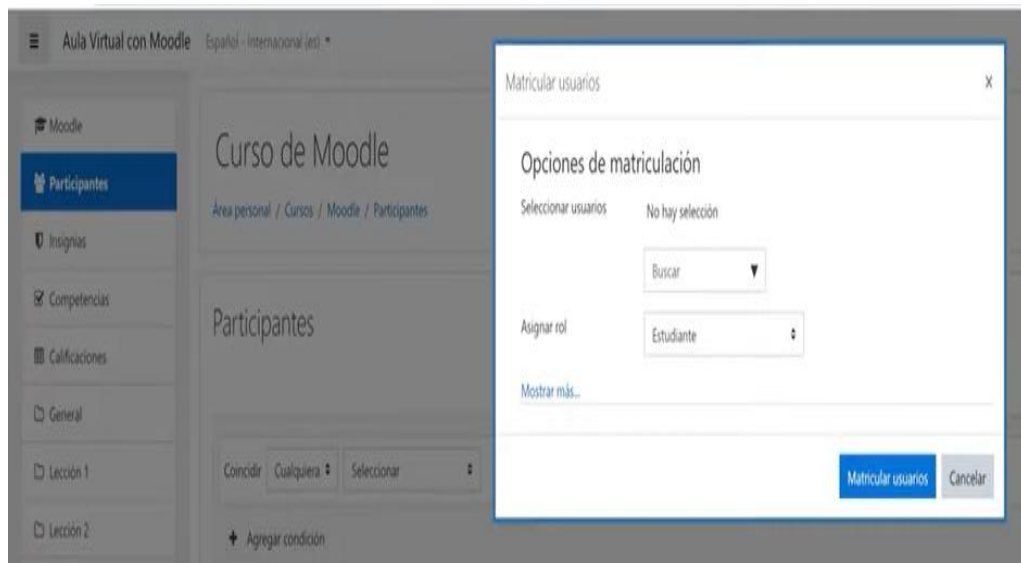 Aula Virtual con Moodle Español - Internacional (es)
Moodle
Participantes
Insignias
Competencias
Calificaciones
General
Lección 1
Lección 2
Curso de Moodle
Área personal / Cursos / Moodle / Participantes
Participantes
Coincidir Cualquiera Seleccionar
Agregar condición
Matricular usuarios X
Opciones de matriculación
Seleccionar usuarios No hay selección
Buscar
Asignar rol Estudiante
Mostrar más...
Matricular usuarios Cancelar